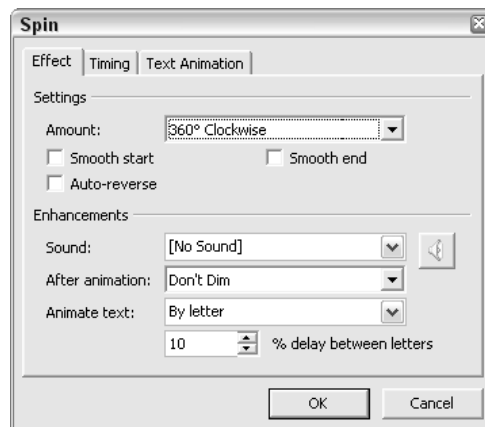 Spin
Effect Timing Text Animation
Settings
Amount: 360° Clockwise
Smooth start Smooth end
Auto-reverse
Enhancements
Sound: [No Sound]
After animation: Don't Dim
Animate text: By letter
10 % delay between letters
OK Cancel